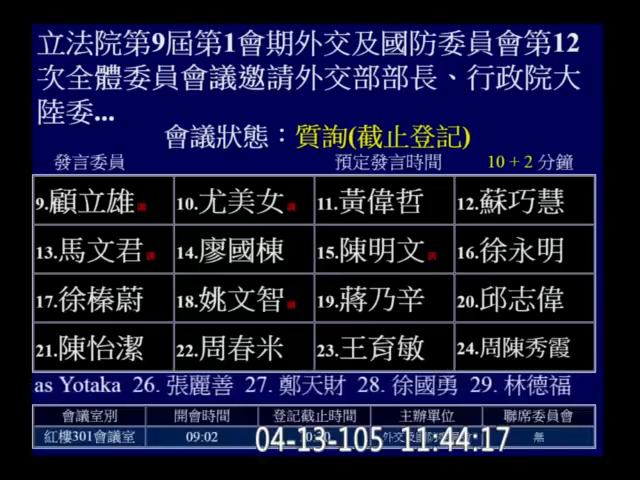 立法院第9屆第1會期外交及國防委員會第12
次全體委員會議邀請外交部部長、行政院大
陸委...
會議狀態：質詢(截止登記)
發言委員 預定發言時間 10 + 2 分鐘
9.顧立雄 10.尤美女 11.黃偉哲 12.蘇巧慧
13.馬文君 14.廖國棟 15.陳明文 16.徐永明
17.徐榛蔚 18.姚文智 19.蔣乃辛 20.邱志偉
21.陳怡潔 22.周春米 23.王育敏 24.周陳秀霞
as Yotaka 26. 張麗善 27. 鄭天財 28. 徐國勇 29. 林德福
會議室別 開會時間 登記截止時間 主辦單位 聯席委員會
紅樓301會議室 09:02 無
04-13-105 11:44:17